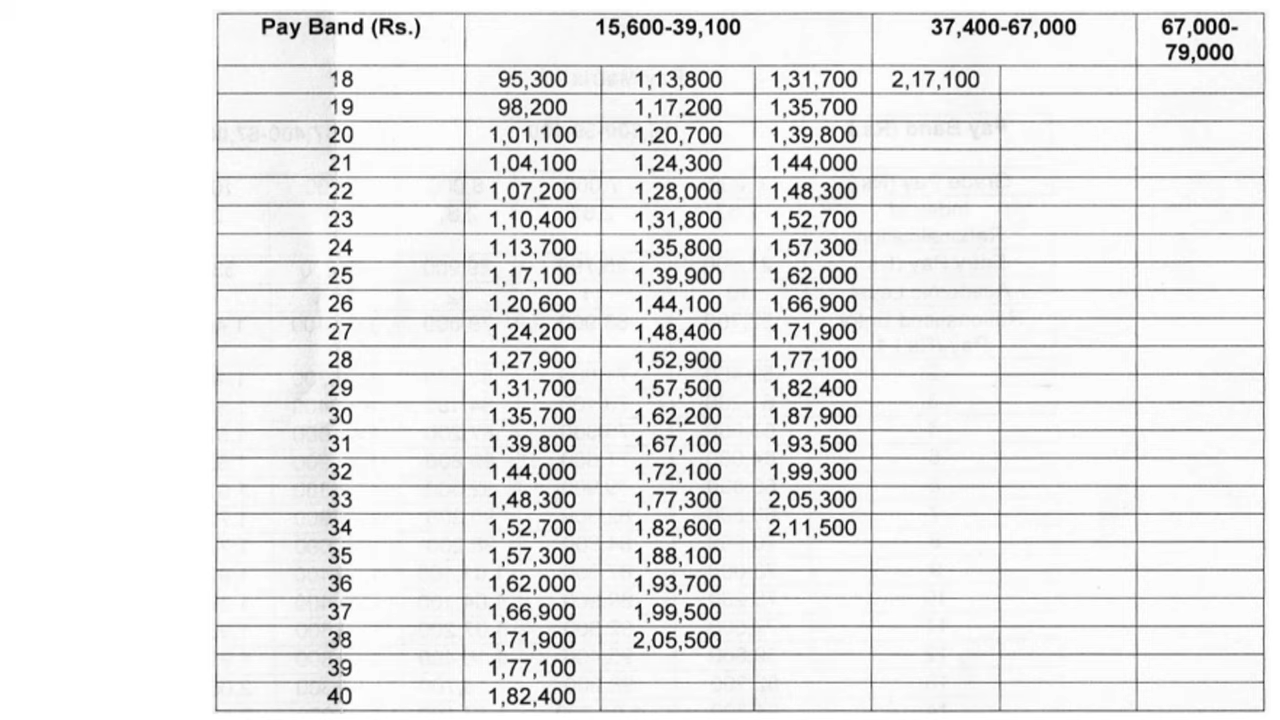 Pay Band (Rs.) 15,600-39,100 37,400-67,000 67,000-
79,000
18 95,300 1,13,800 1,31,700 2,17,100
19 98,200 1,17,200 1,35,700
20 1,01,100 1,20,700 1,39,800
21 1,04,100 1,24,300 1,44,000
22 1,07,200 1,28,000 1,48,300
23 1,10,400 1,31,800 1,52,700
24 1,13,700 1,35,800 1,57,300
25 1,17,100 1,39,900 1,62,000
26 1,20,600 1,44,100 1,66,900
27 1,24,200 1,48,400 1,71,900
28 1,27,900 1,52,900 1,77,100
29 1,31,700 1,57,500 1,82,400
30 1,35,700 1,62,200 1,87,900
31 1,39,800 1,67,100 1,93,500
32 1,44,000 1,72,100 1,99,300
33 1,48,300 1,77,300 2,05,300
34 1,52,700 1,82,600 2,11,500
35 1,57,300 1,88,100
36 1,62,000 1,93,700
37 1,66,900 1,99,500
38 1,71,900 2,05,500
39 1,77,100
40 1,82,400